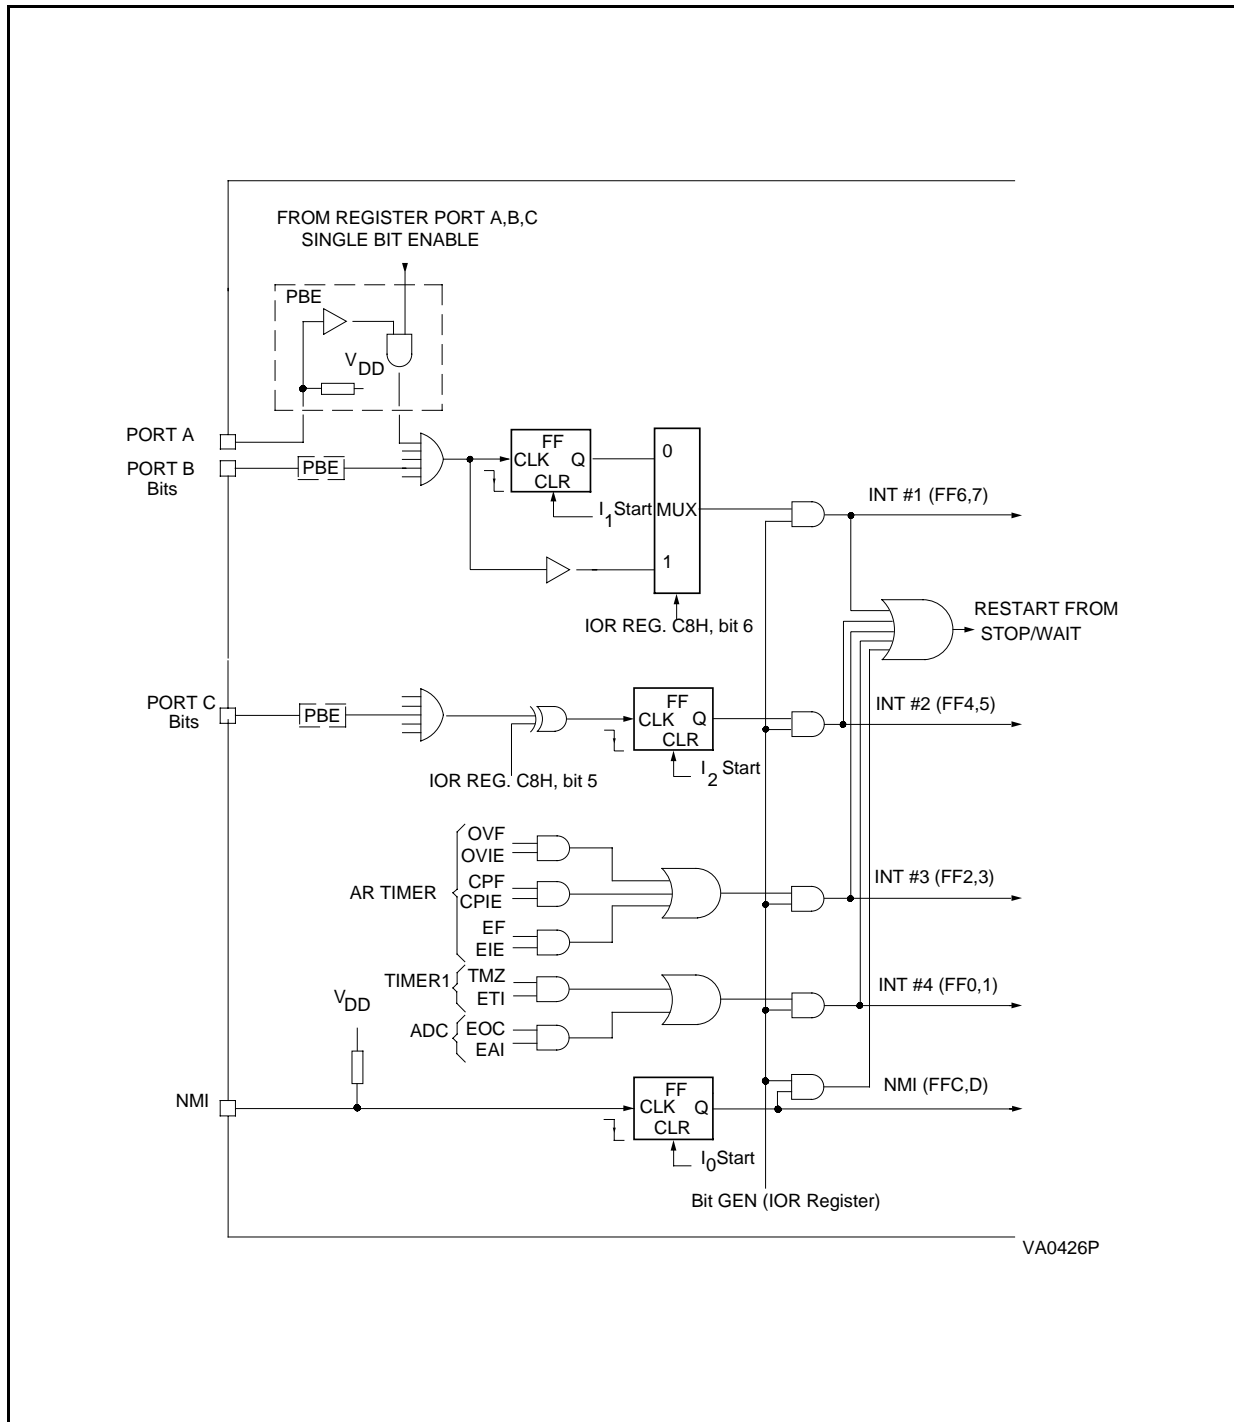 FROM REGISTER PORT A,B,C
SINGLE BIT ENABLE
PBE
VDD
PORT A
PORT B
Bits
PBE
FF
CLK Q
CLR
I1 Start
0
MUX
1
IOR REG. C8H, bit 6
INT #1 (FF6,7)
RESTART FROM
STOP/WAIT
PORT C
Bits
PBE
IOR REG. C8H, bit 5
FF
CLK Q
CLR
I2 Start
INT #2 (FF4,5)
AR TIMER
OVF
OVIE
CPF
CPIE
EF
EIE
INT #3 (FF2,3)
TIMER1
TMZ
ETI
ADC
EOC
EAI
INT #4 (FF0,1)
VDD
NMI
FF
CLK Q
CLR
I0 Start
NMI (FFC,D)
Bit GEN (IOR Register)
VA0426P